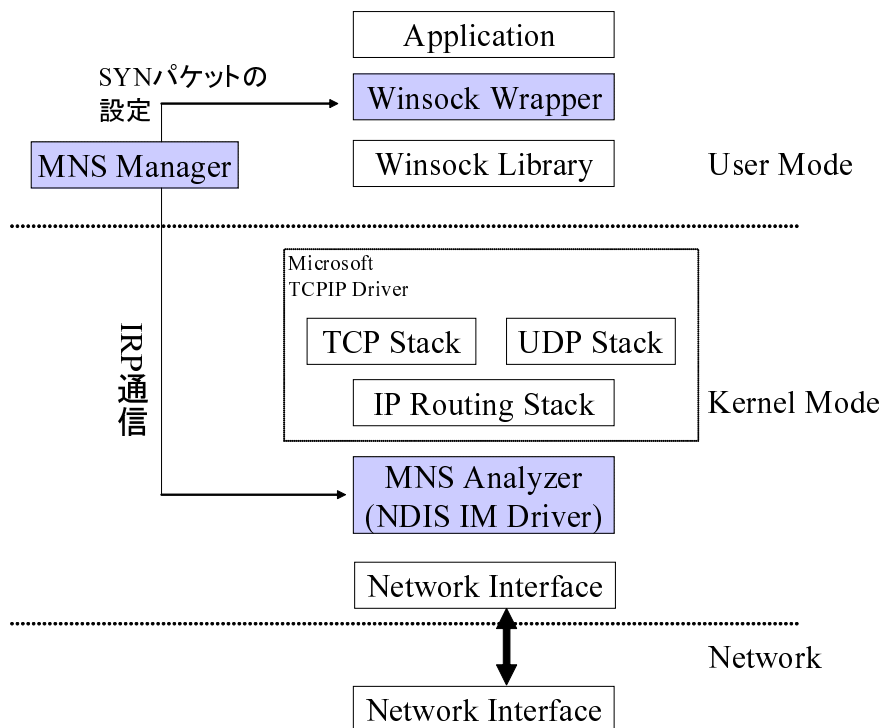 Application
SYNパケットの
設定
Winsock Wrapper
MNS Manager
Winsock Library
User Mode
Microsoft
TCPIP Driver
TCP Stack
UDP Stack
IP Routing Stack
Kernel Mode
IRP通信
MNS Analyzer
(NDIS IM Driver)
Network Interface
Network
Network Interface